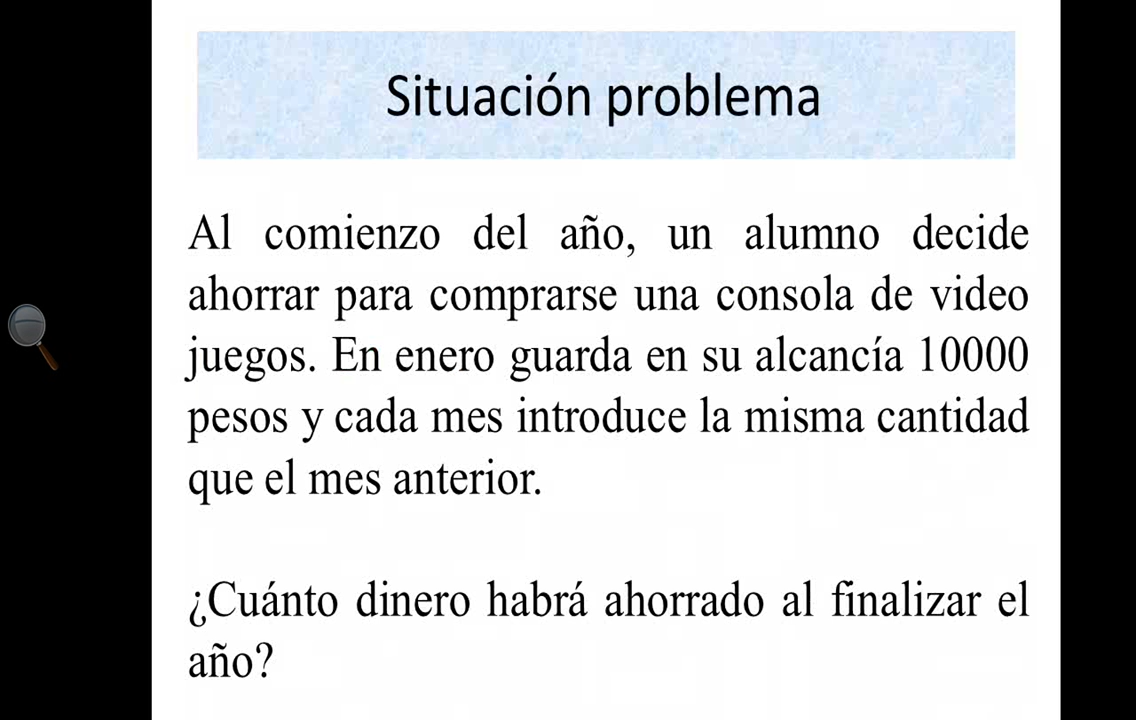 Situación problema
Al comienzo del año, un alumno decide
ahorrar para comprarse una consola de video
juegos. En enero guarda en su alcancía 10000
pesos y cada mes introduce la misma cantidad
que el mes anterior.
¿Cuánto dinero habrá ahorrado al finalizar el
año?